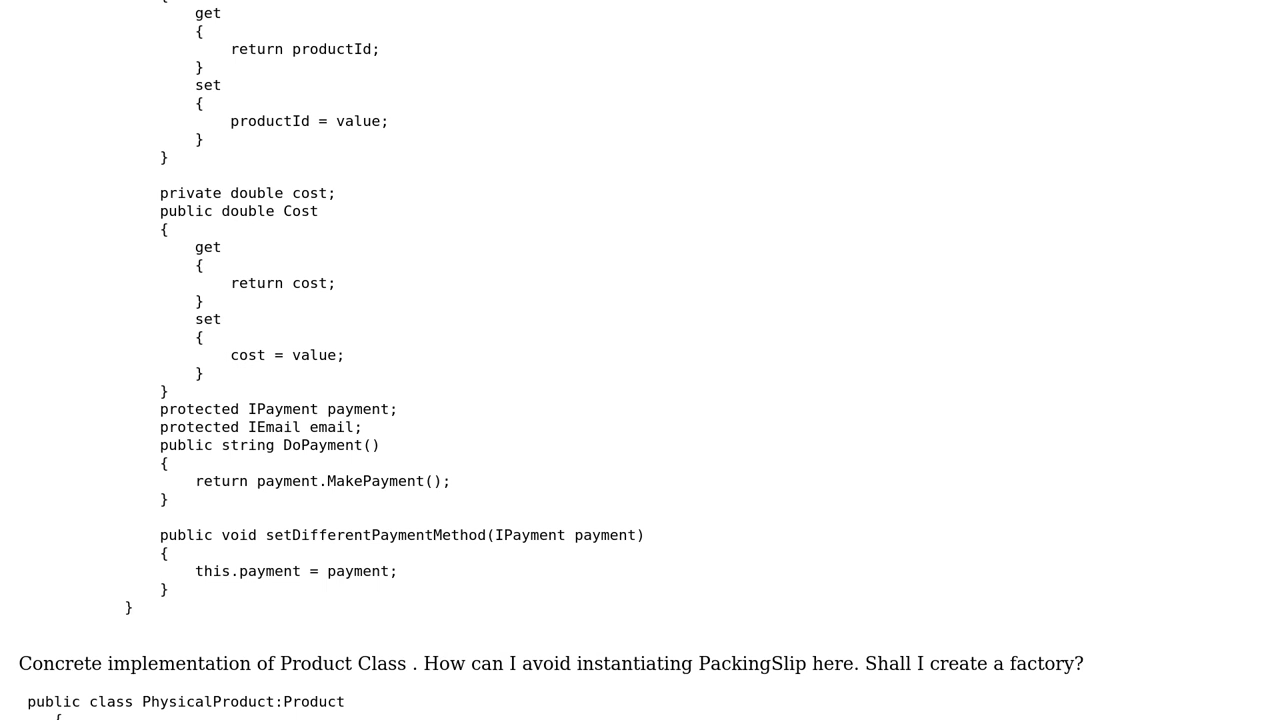 {
get
{
return productId;
}
set
{
productId = value;
}
}
private double cost;
public double Cost
{
get
{
return cost;
}
set
{
cost = value;
}
}
protected IPayment payment;
protected IEmail email;
public string DoPayment()
{
return payment.MakePayment();
}
public void setDifferentPaymentMethod(IPayment payment)
{
this.payment = payment;
}
}
Concrete implementation of Product Class . How can I avoid instantiating PackingSlip here. Shall I create a factory?
public class PhysicalProduct:Product
{